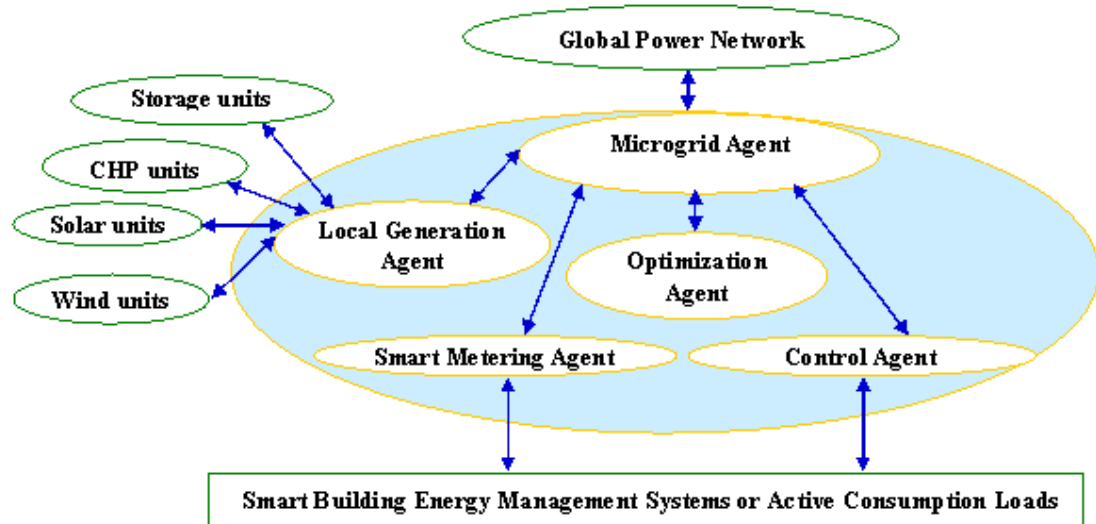 Global Power Network
Storage units
Microgrid Agent
CHP units
Solar units
Local Generation
Agent
Optimization
Agent
Wind units
Smart Metering Agent
Control Agent
Smart Building Energy Management Systems or Active Consumption Loads